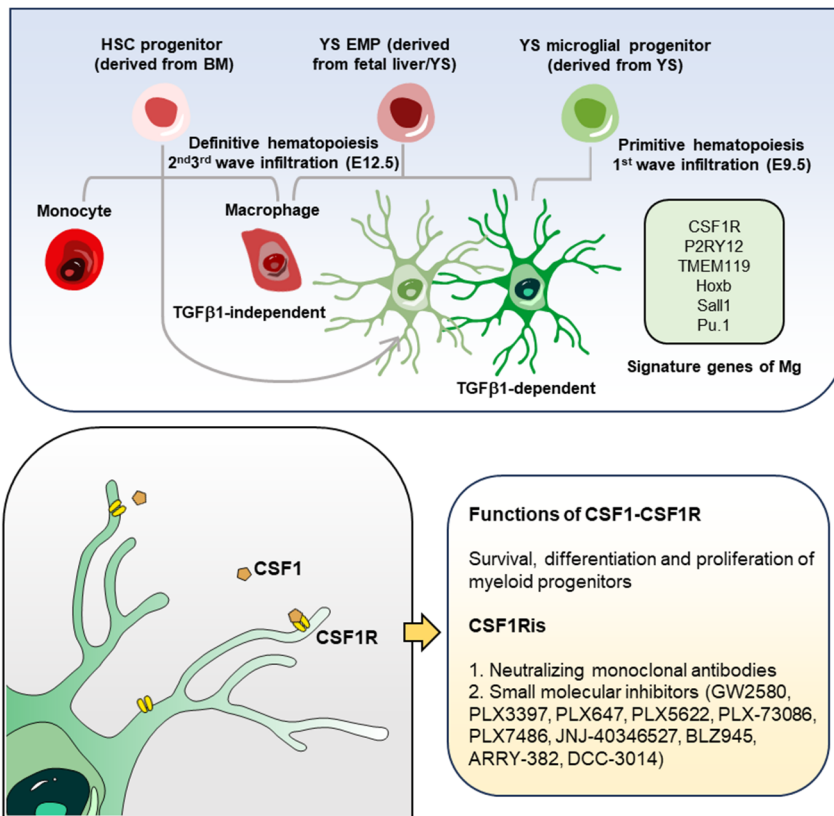 HSC progenitor
(derived from BM)
YS EMP (derived
from fetal liver/YS)
YS microglial progenitor
(derived from YS)
Definitive hematopoiesis
2nd3rd wave infiltration (E12.5)
Primitive hematopoiesis
1st wave infiltration (E9.5)
Monocyte
Macrophage
TGFβ1-independent
TGFβ1-dependent
CSF1R
P2RY12
TMEM119
Hoxb
Sall1
Pu.1
Signature genes of Mg
CSF1
CSF1R
Functions of CSF1-CSF1R
Survival, differentiation and proliferation of
myeloid progenitors
CSF1Ris
1. Neutralizing monoclonal antibodies
2. Small molecular inhibitors (GW2580,
PLX3397, PLX647, PLX5622, PLX-73086,
PLX7486, JNJ-40346527, BLZ945,
ARRY-382, DCC-3014)